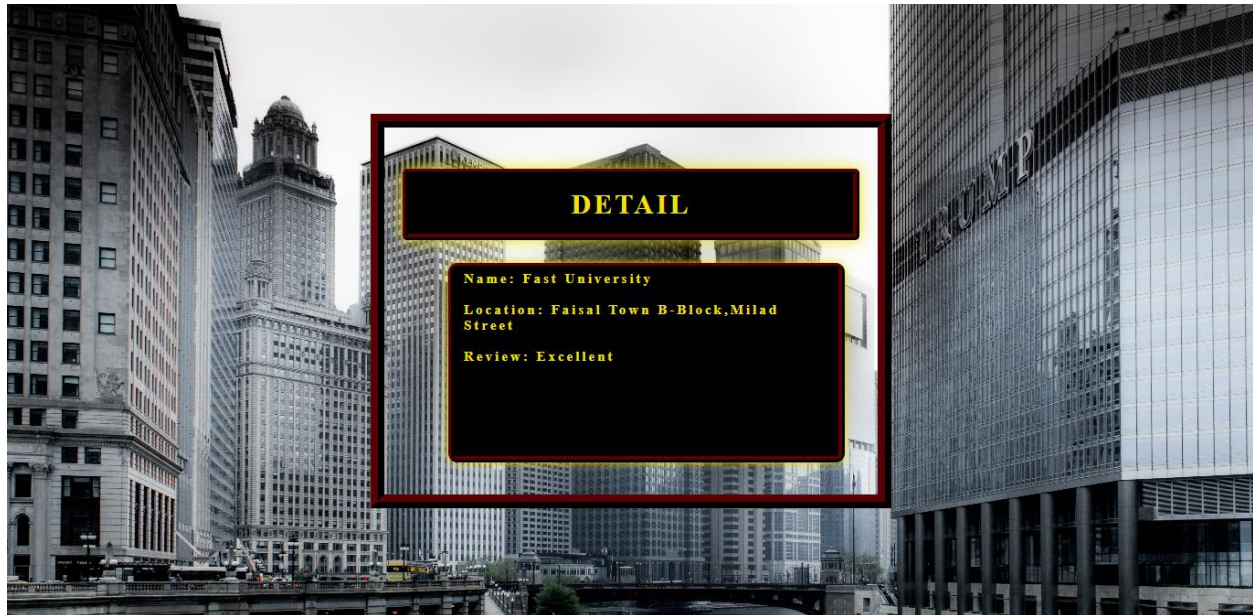 DETAIL
Name: Fast University
Location: Faisal Town B-Block,Milad
Street
Review: Excellent
TRUMP